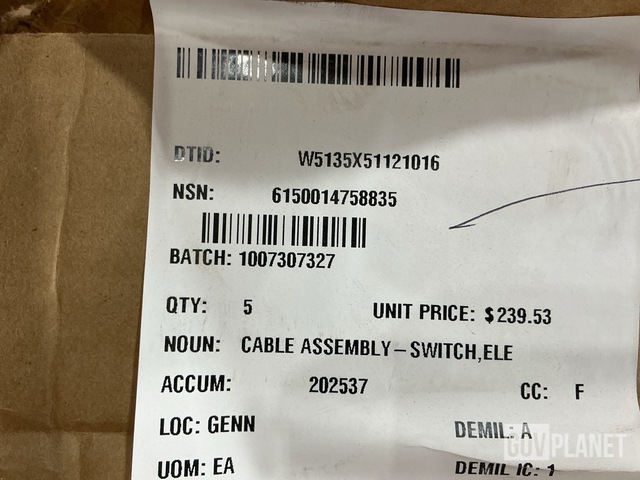 DTID: W5135X51121016
NSN: 6150014758835
BATCH: 1007307327
QTY: 5 UNIT PRICE: $239.53
NOUN: CABLE ASSEMBLY-SWITCH,ELE
ACCUM: 202537 CC: F
LOC: GENN DEMIL: A
GOVPLANET
UOM: EA DEMIL IC: 1